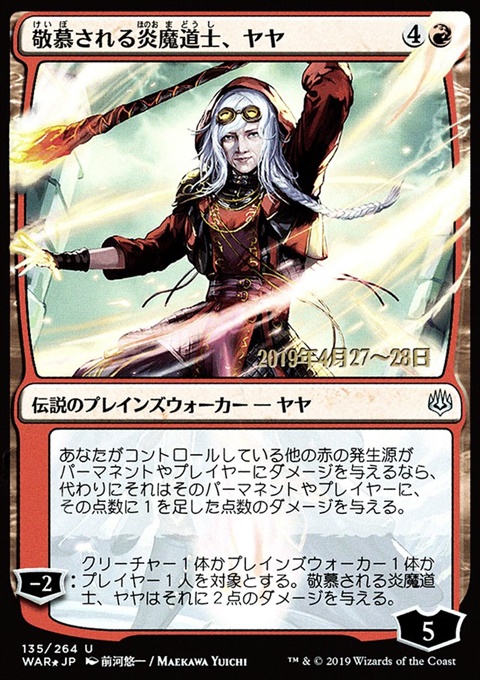 けいぼ ほのおまどうし
敬慕される炎魔道士、ヤヤ 4
2019年4月27～28日
伝説のプレインズウォーカー — ヤヤ
あなたがコントロールしている他の赤の発生源が
パーマネントやプレイヤーにダメージを与えるなら、
代わりにそれはそのパーマネントやプレイヤーに、
その点数に１を足した点数のダメージを与える。
クリーチャー１体かプレインズウォーカー１体か
-2 : プレイヤー１人を対象とする。敬慕される炎魔道
士、ヤヤはそれに２点のダメージを与える。
5
135/264 U
WAR★JP 前河悠一 / MAEKAWA YUICHI
™ & © 2019 Wizards of the Coast